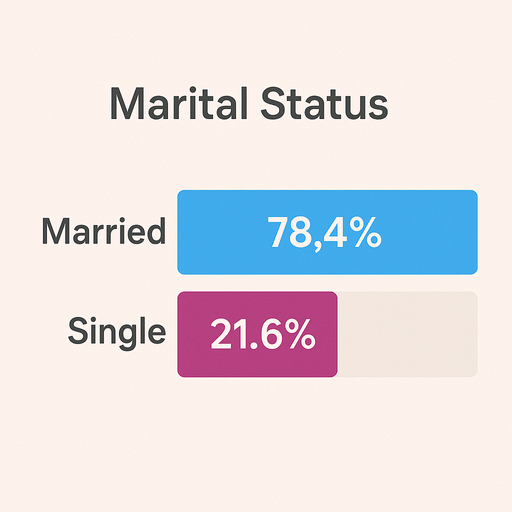 Marital Status
Married 78,4%
Single 21.6%